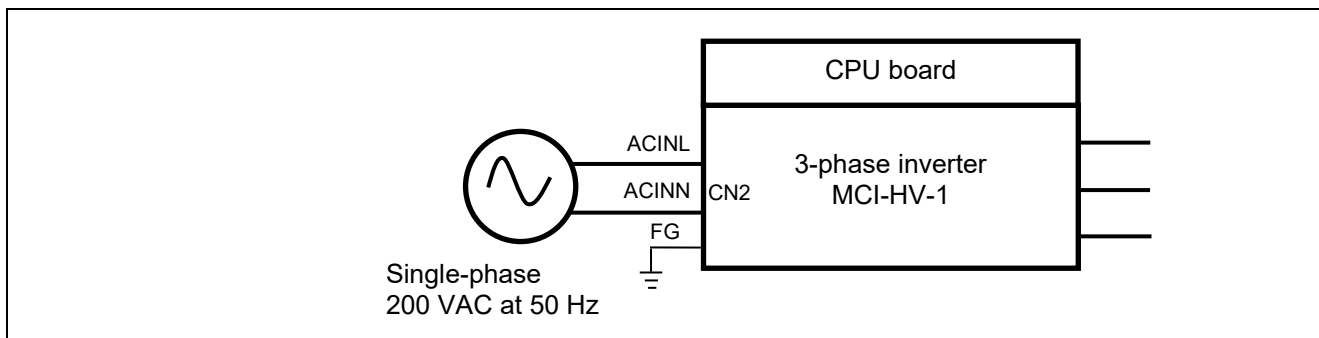 CPU board
ACINL
ACINN
CN2
3-phase inverter
MCI-HV-1
FG
Single-phase
200 VAC at 50 Hz